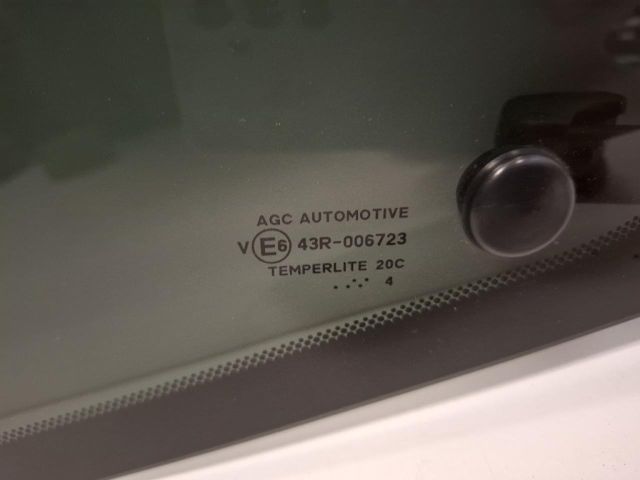 AGC AUTOMOTIVE
V E6 43R-006723
TEMPERLITE 20C
..∴· 4